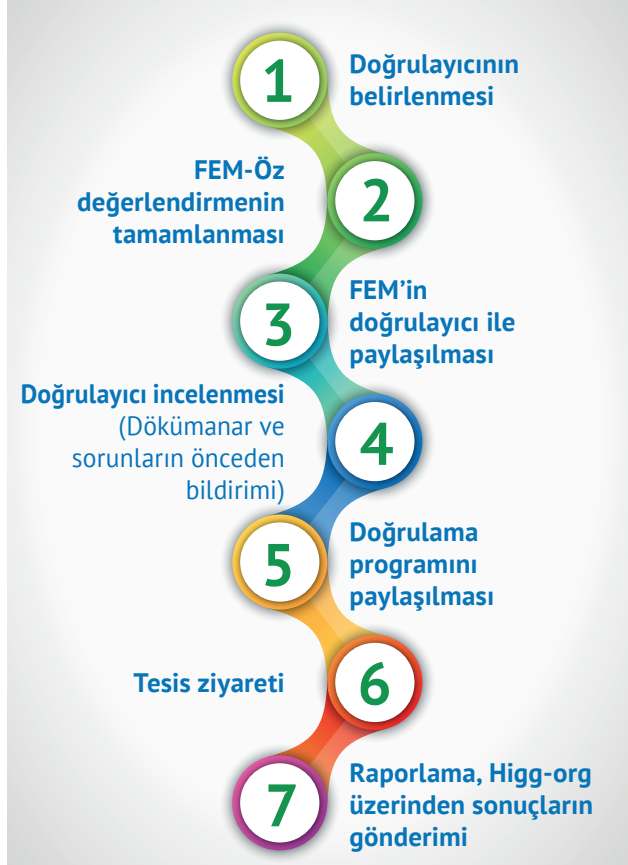 1
Doğrulayıcının
belirlenmesi
2
FEM-Öz
değerlendirmenin
tamamlanması
3
FEM’in
doğrulayıcı ile
paylaşılması
4
Doğrulayıcı incelenmesi
(Dökümanar ve
sorunların önceden
bildirimi)
5
Doğrulama
programını
paylaşılması
6
Tesis ziyareti
7
Raporlama, Higg-org
üzerinden sonuçların
gönderimi